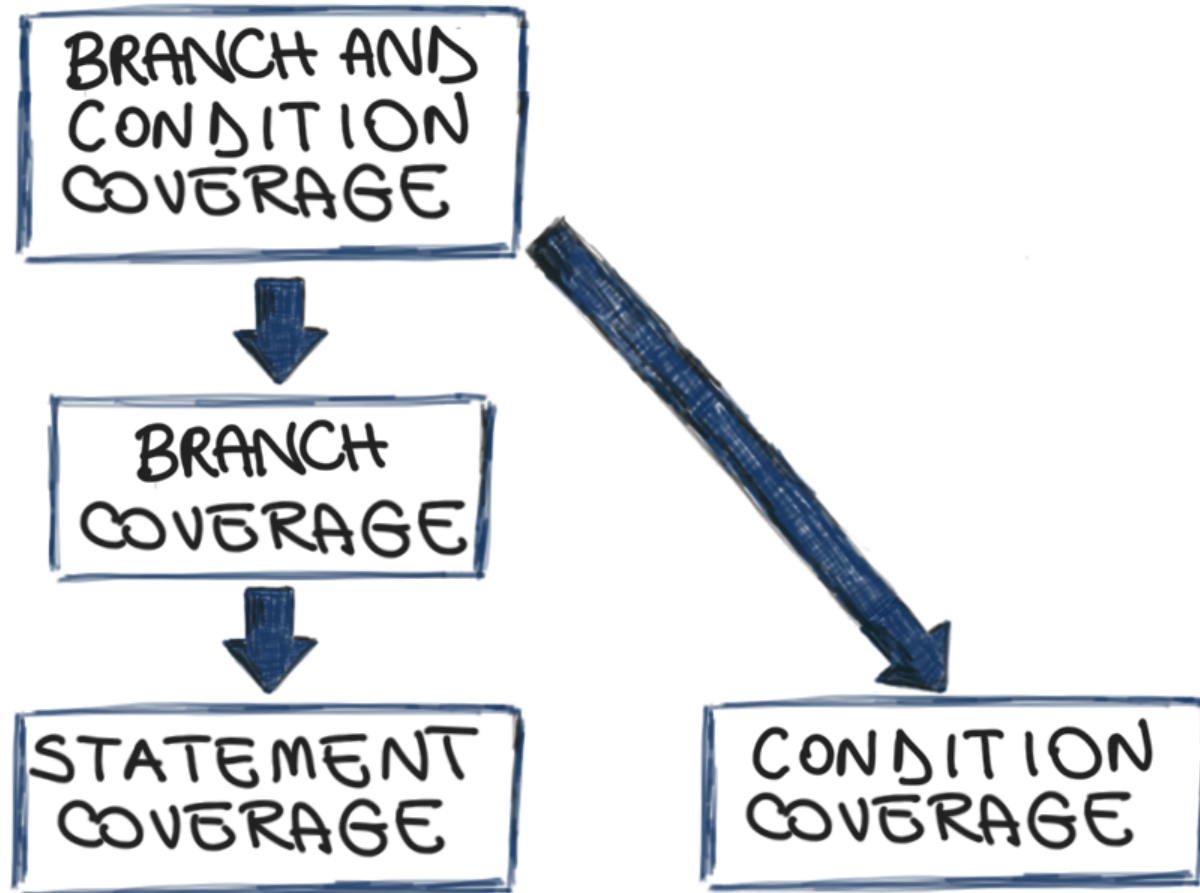 BRANCH AND
CONDITION
COVERAGE
BRANCH
COVERAGE
STATEMENT
COVERAGE
CONDITION
COVERAGE